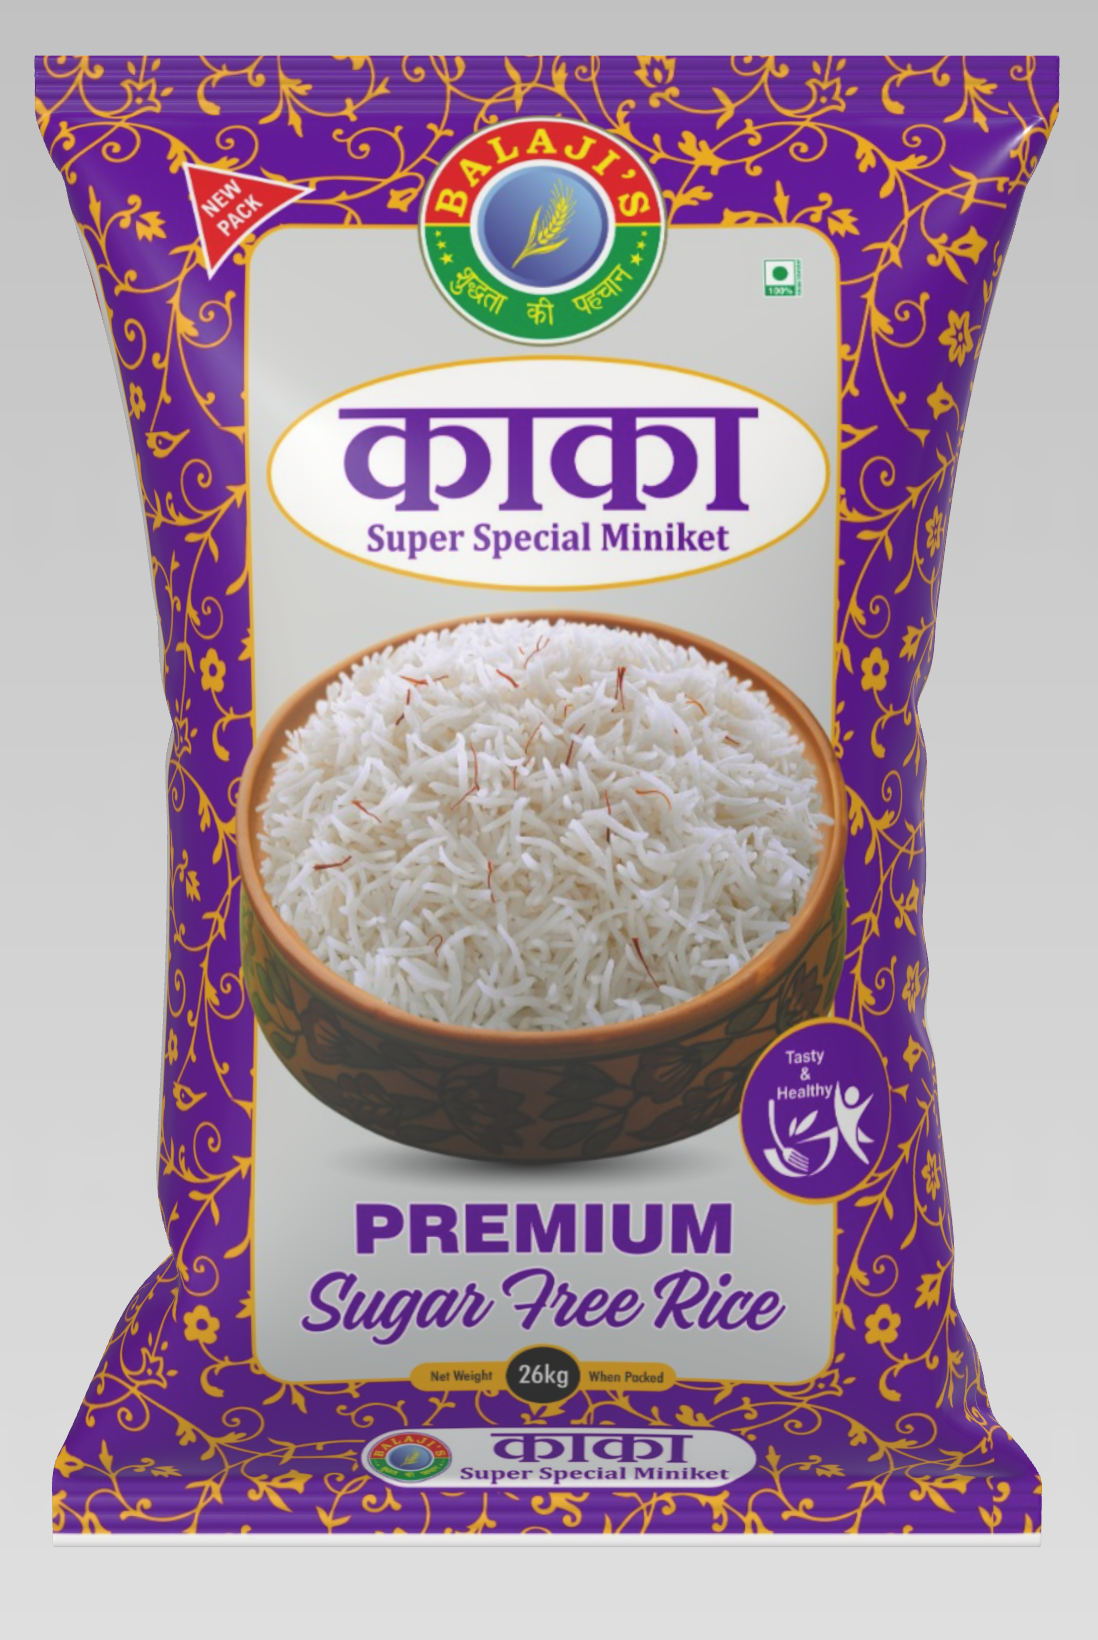 BALAJI'S
शुद्धता की पहचान
NEW
PACK
100%
काका
Super Special Miniket
Tasty
&
Healthy
PREMIUM
Sugar Free Rice
Net Weight 26kg When Packed
BALAJI'S
काका
Super Special Miniket